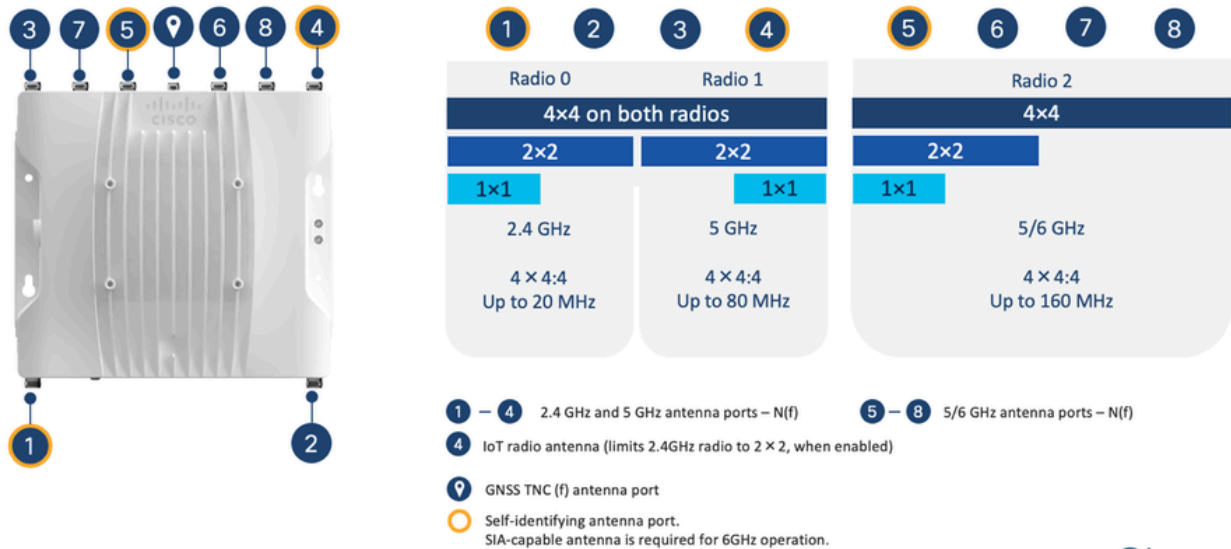 3 7 5 6 8 4
CISCO
1 2
1 2 3 4 5 6 7 8
Radio 0 Radio 1 Radio 2
4×4 on both radios 4×4
2×2 2×2 2×2
1×1 1×1 1×1
2.4 GHz 5 GHz 5/6 GHz
4 × 4:4 4 × 4:4 4 × 4:4
Up to 20 MHz Up to 80 MHz Up to 160 MHz
1 – 4 2.4 GHz and 5 GHz antenna ports – N(f) 5 – 8 5/6 GHz antenna ports – N(f)
4 IoT radio antenna (limits 2.4GHz radio to 2 × 2, when enabled)
GNSS TNC (f) antenna port
Self-identifying antenna port.
SIA-capable antenna is required for 6GHz operation.